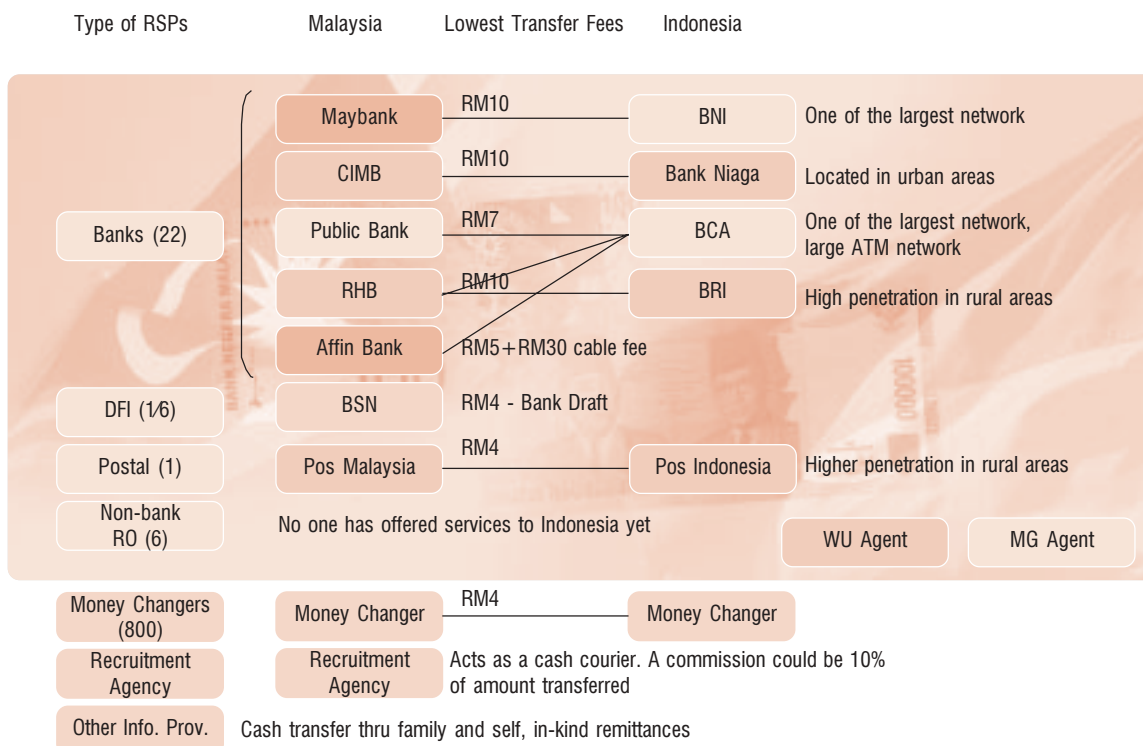 Type of RSPs Malaysia Lowest Transfer Fees Indonesia
Maybank RM10 BNI One of the largest network
CIMB RM10 Bank Niaga Located in urban areas
Banks (22) Public Bank RM7 BCA One of the largest network,
large ATM network
RHB RM10 BRI High penetration in rural areas
Affin Bank RM5+RM30 cable fee
DFI (1/6) BSN RM4 - Bank Draft
Postal (1) Pos Malaysia RM4 Pos Indonesia Higher penetration in rural areas
Non-bank
RO (6) No one has offered services to Indonesia yet
WU Agent MG Agent
Money Changers
(800) Money Changer RM4 Money Changer
Recruitment
Agency Recruitment
Agency Acts as a cash courier. A commission could be 10%
of amount transferred
Other Info. Prov. Cash transfer thru family and self, in-kind remittances
100000